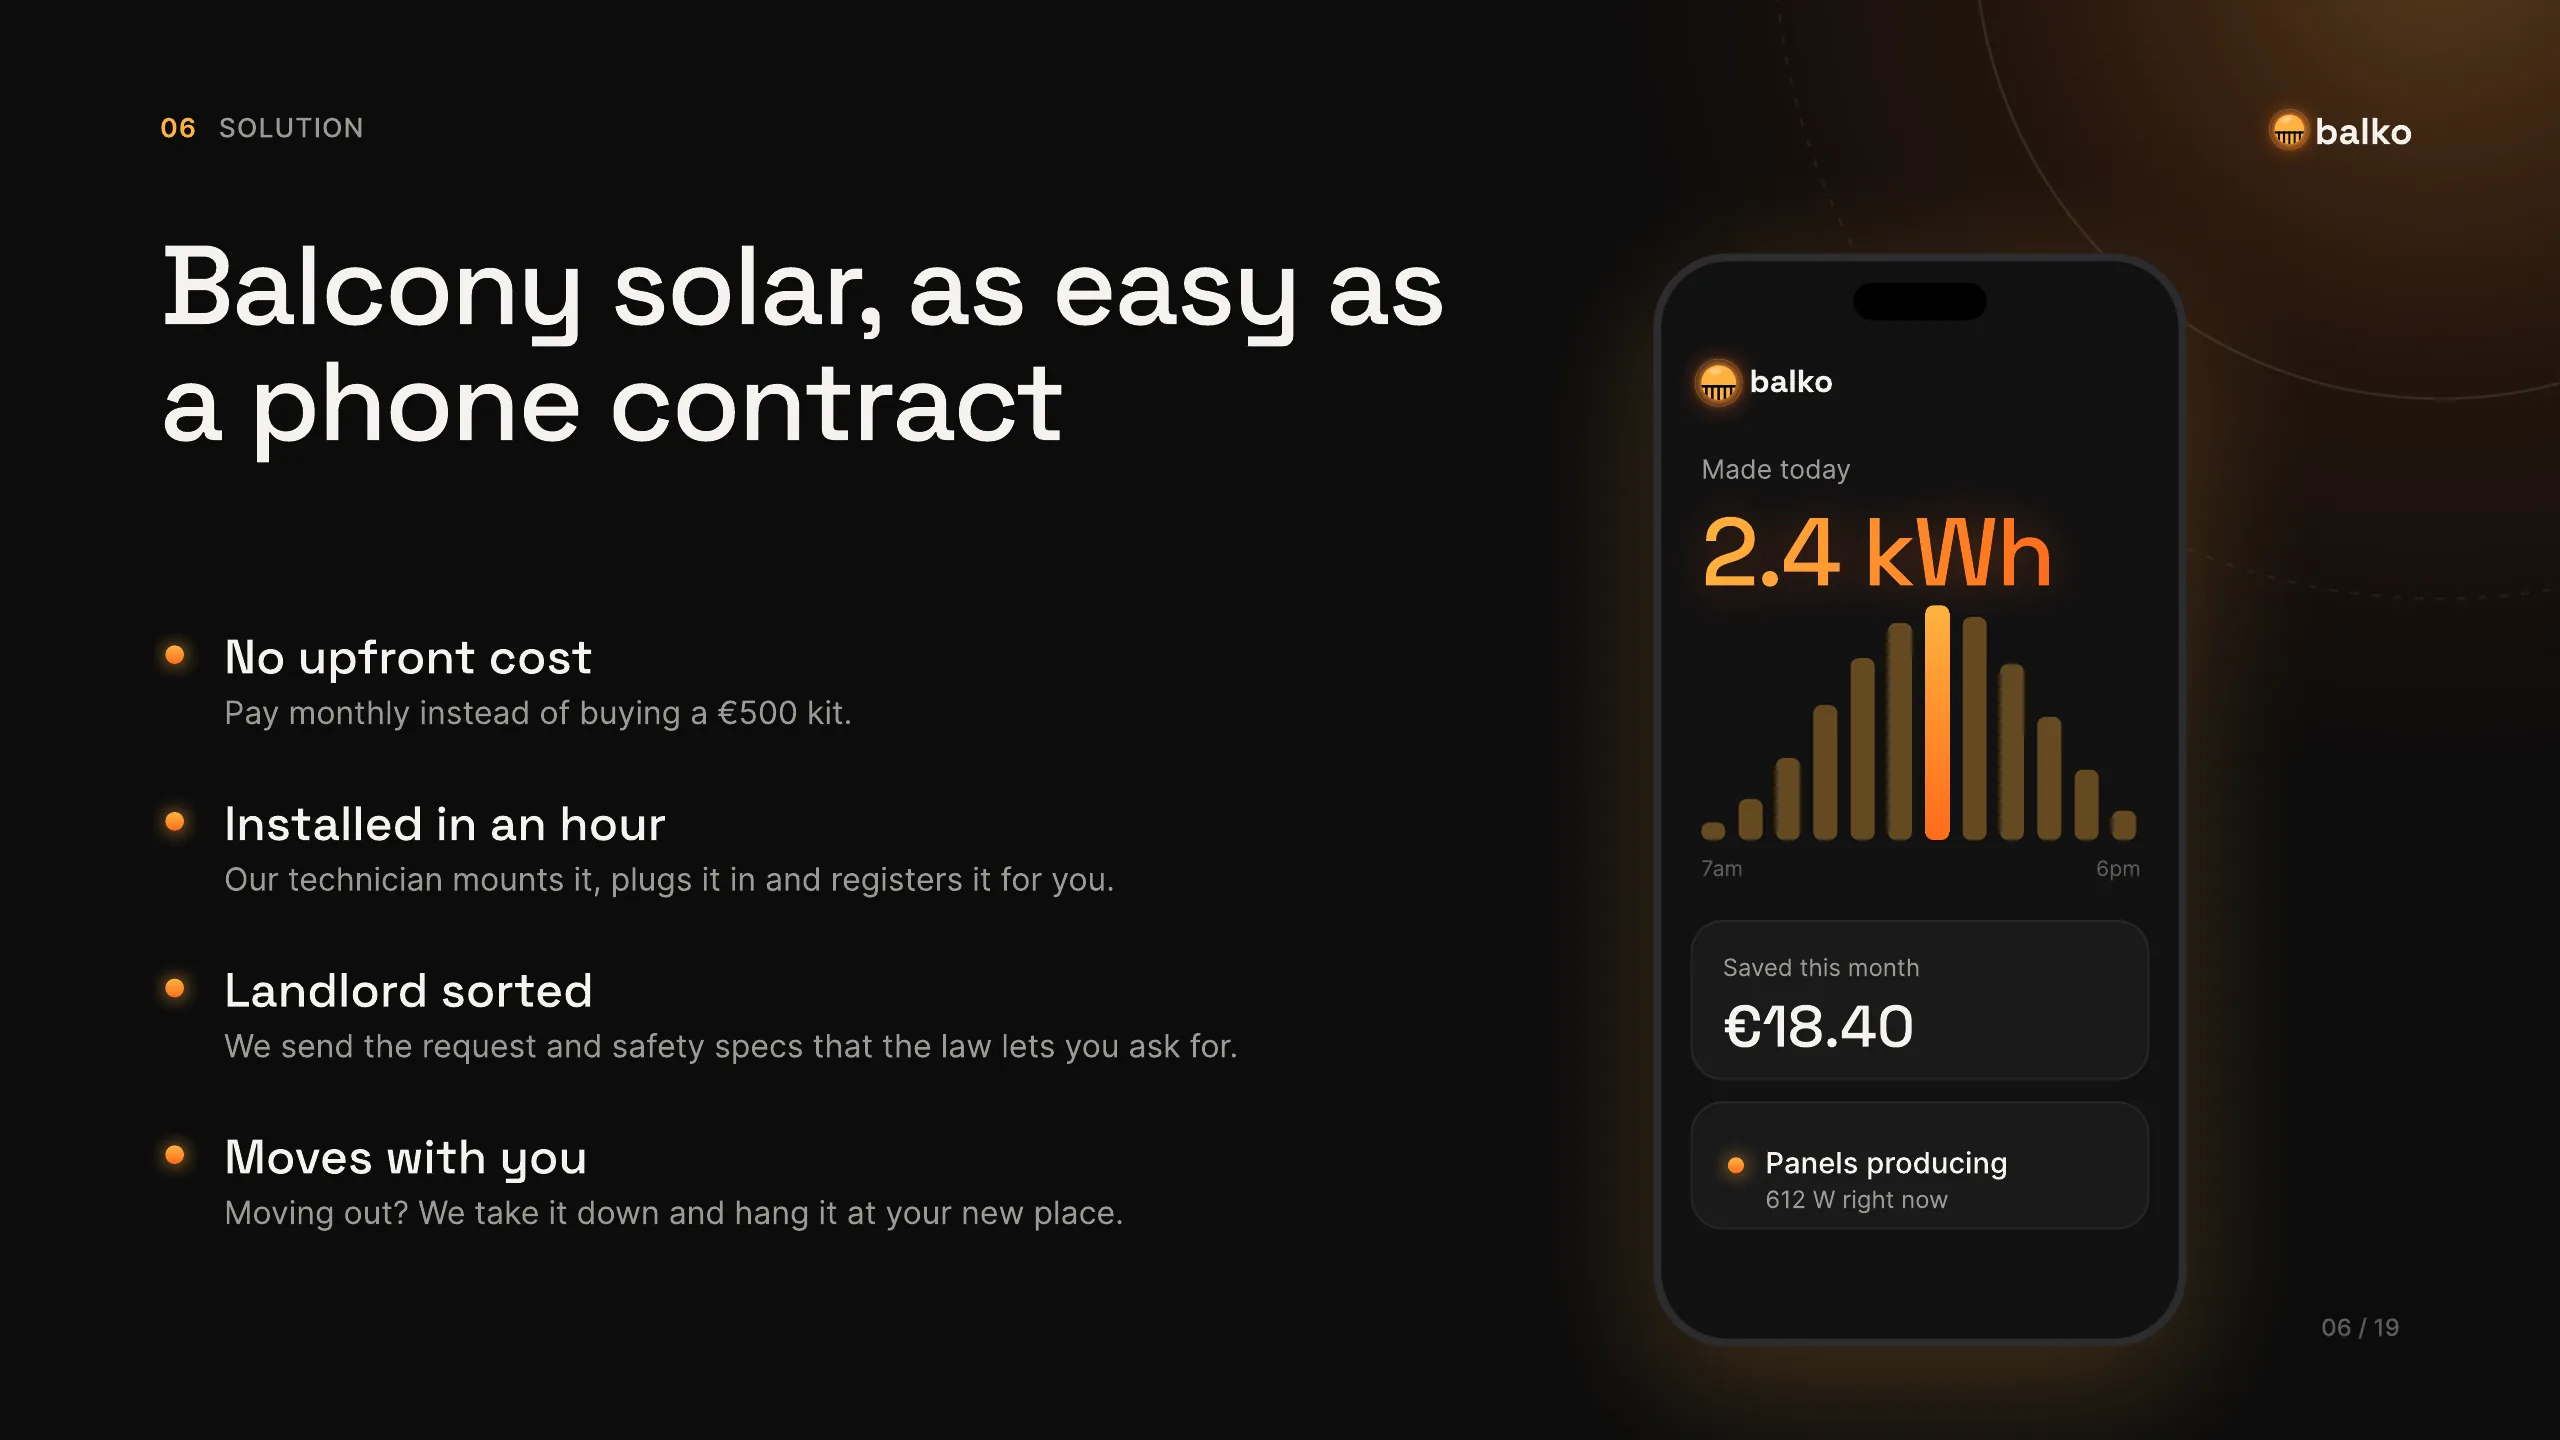 06 SOLUTION
balko
Balcony solar, as easy as
a phone contract
No upfront cost
Pay monthly instead of buying a €500 kit.
Installed in an hour
Our technician mounts it, plugs it in and registers it for you.
Landlord sorted
We send the request and safety specs that the law lets you ask for.
Moves with you
Moving out? We take it down and hang it at your new place.
balko
Made today
2.4 kWh
7am 6pm
Saved this month
€18.40
Panels producing
612 W right now
06 / 19